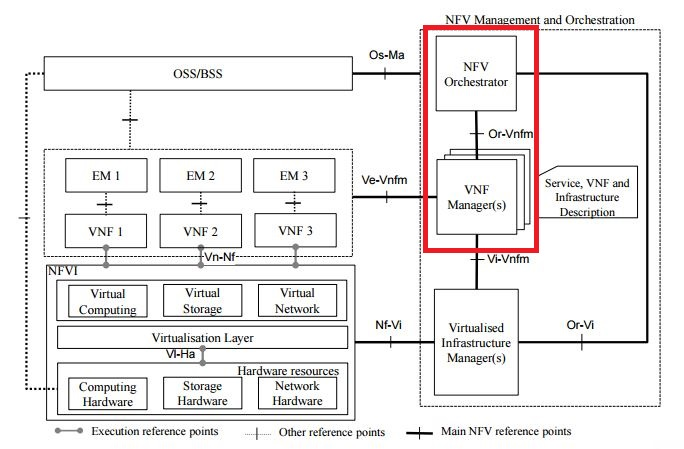 NFV Management and Orchestration
Os-Ma
OSS/BSS
NFV
Orchestrator
Or-Vnfm
EM 1
EM 2
EM 3
Ve-Vnfm
VNF
Manager(s)
Service, VNF and
Infrastructure
Description
VNF 1
VNF 2
VNF 3
Vn-Nf
Vi-Vnfm
NFVI
Virtual
Computing
Virtual
Storage
Virtual
Network
Virtualisation Layer
Nf-Vi
Virtualised
Infrastructure
Manager(s)
Or-Vi
Vl-Ha
Hardware resources
Computing
Hardware
Storage
Hardware
Network
Hardware
Execution reference points
Other reference points
Main NFV reference points